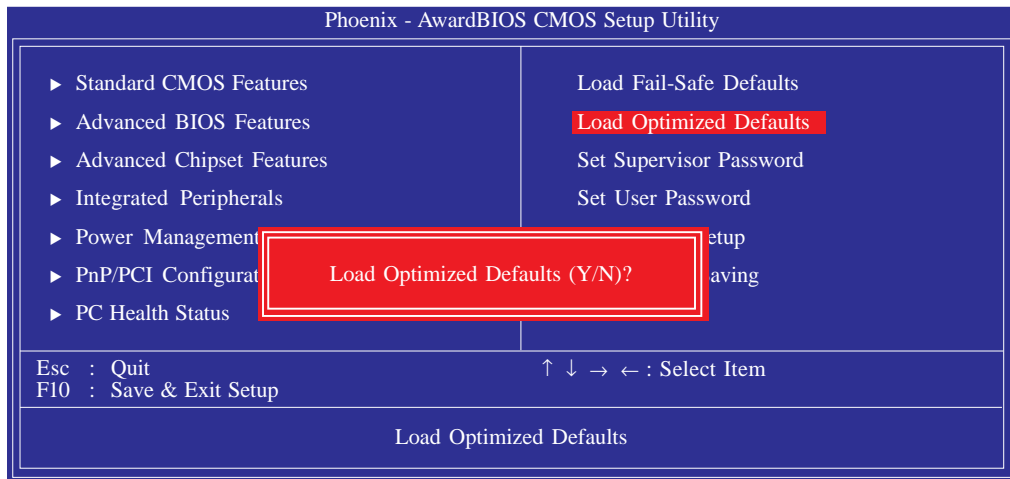 Phoenix - AwardBIOS CMOS Setup Utility
▶ Standard CMOS Features
▶ Advanced BIOS Features
▶ Advanced Chipset Features
▶ Integrated Peripherals
▶ Power Management
▶ PnP/PCI Configurat
▶ PC Health Status
Load Fail-Safe Defaults
Load Optimized Defaults
Set Supervisor Password
Set User Password
etup
aving
Load Optimized Defaults (Y/N)?
Esc : Quit
F10 : Save & Exit Setup
↑ ↓ → ← : Select Item
Load Optimized Defaults